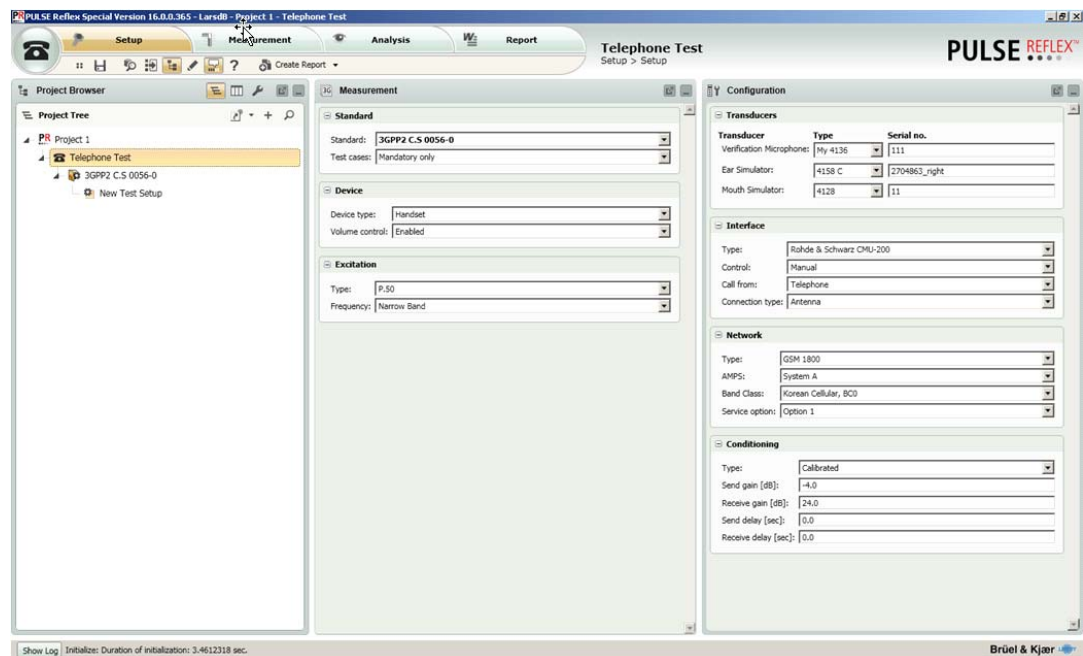 PULSE Reflex Special Version 16.0.0.365 - LarsdB - Project 1 - Telephone Test
Setup
Measurement
Analysis
Report
Create Report
Telephone Test
Setup > Setup
PULSE REFLEX™
Project Browser
Project Tree
PR Project 1
Telephone Test
3GPP2 C.S 0056-0
New Test Setup
Measurement
Standard
Standard: 3GPP2 C.S 0056-0
Test cases: Mandatory only
Device
Device type: Handset
Volume control: Enabled
Excitation
Type: P.50
Frequency: Narrow Band
Configuration
Transducers
Transducer Type Serial no.
Verification Microphone: My 4136 111
Ear Simulator: 4158 C 2704863_right
Mouth Simulator: 4128 11
Interface
Type: Rohde & Schwarz CMU-200
Control: Manual
Call from: Telephone
Connection type: Antenna
Network
Type: GSM 1800
AMPS: System A
Band Class: Korean Cellular, BC0
Service option: Option 1
Conditioning
Type: Calibrated
Send gain [dB]: -4.0
Receive gain [dB]: 24.0
Send delay [sec]: 0.0
Receive delay [sec]: 0.0
Show Log Initialize: Duration of initialization: 3.4612318 sec.
Brüel & Kjær